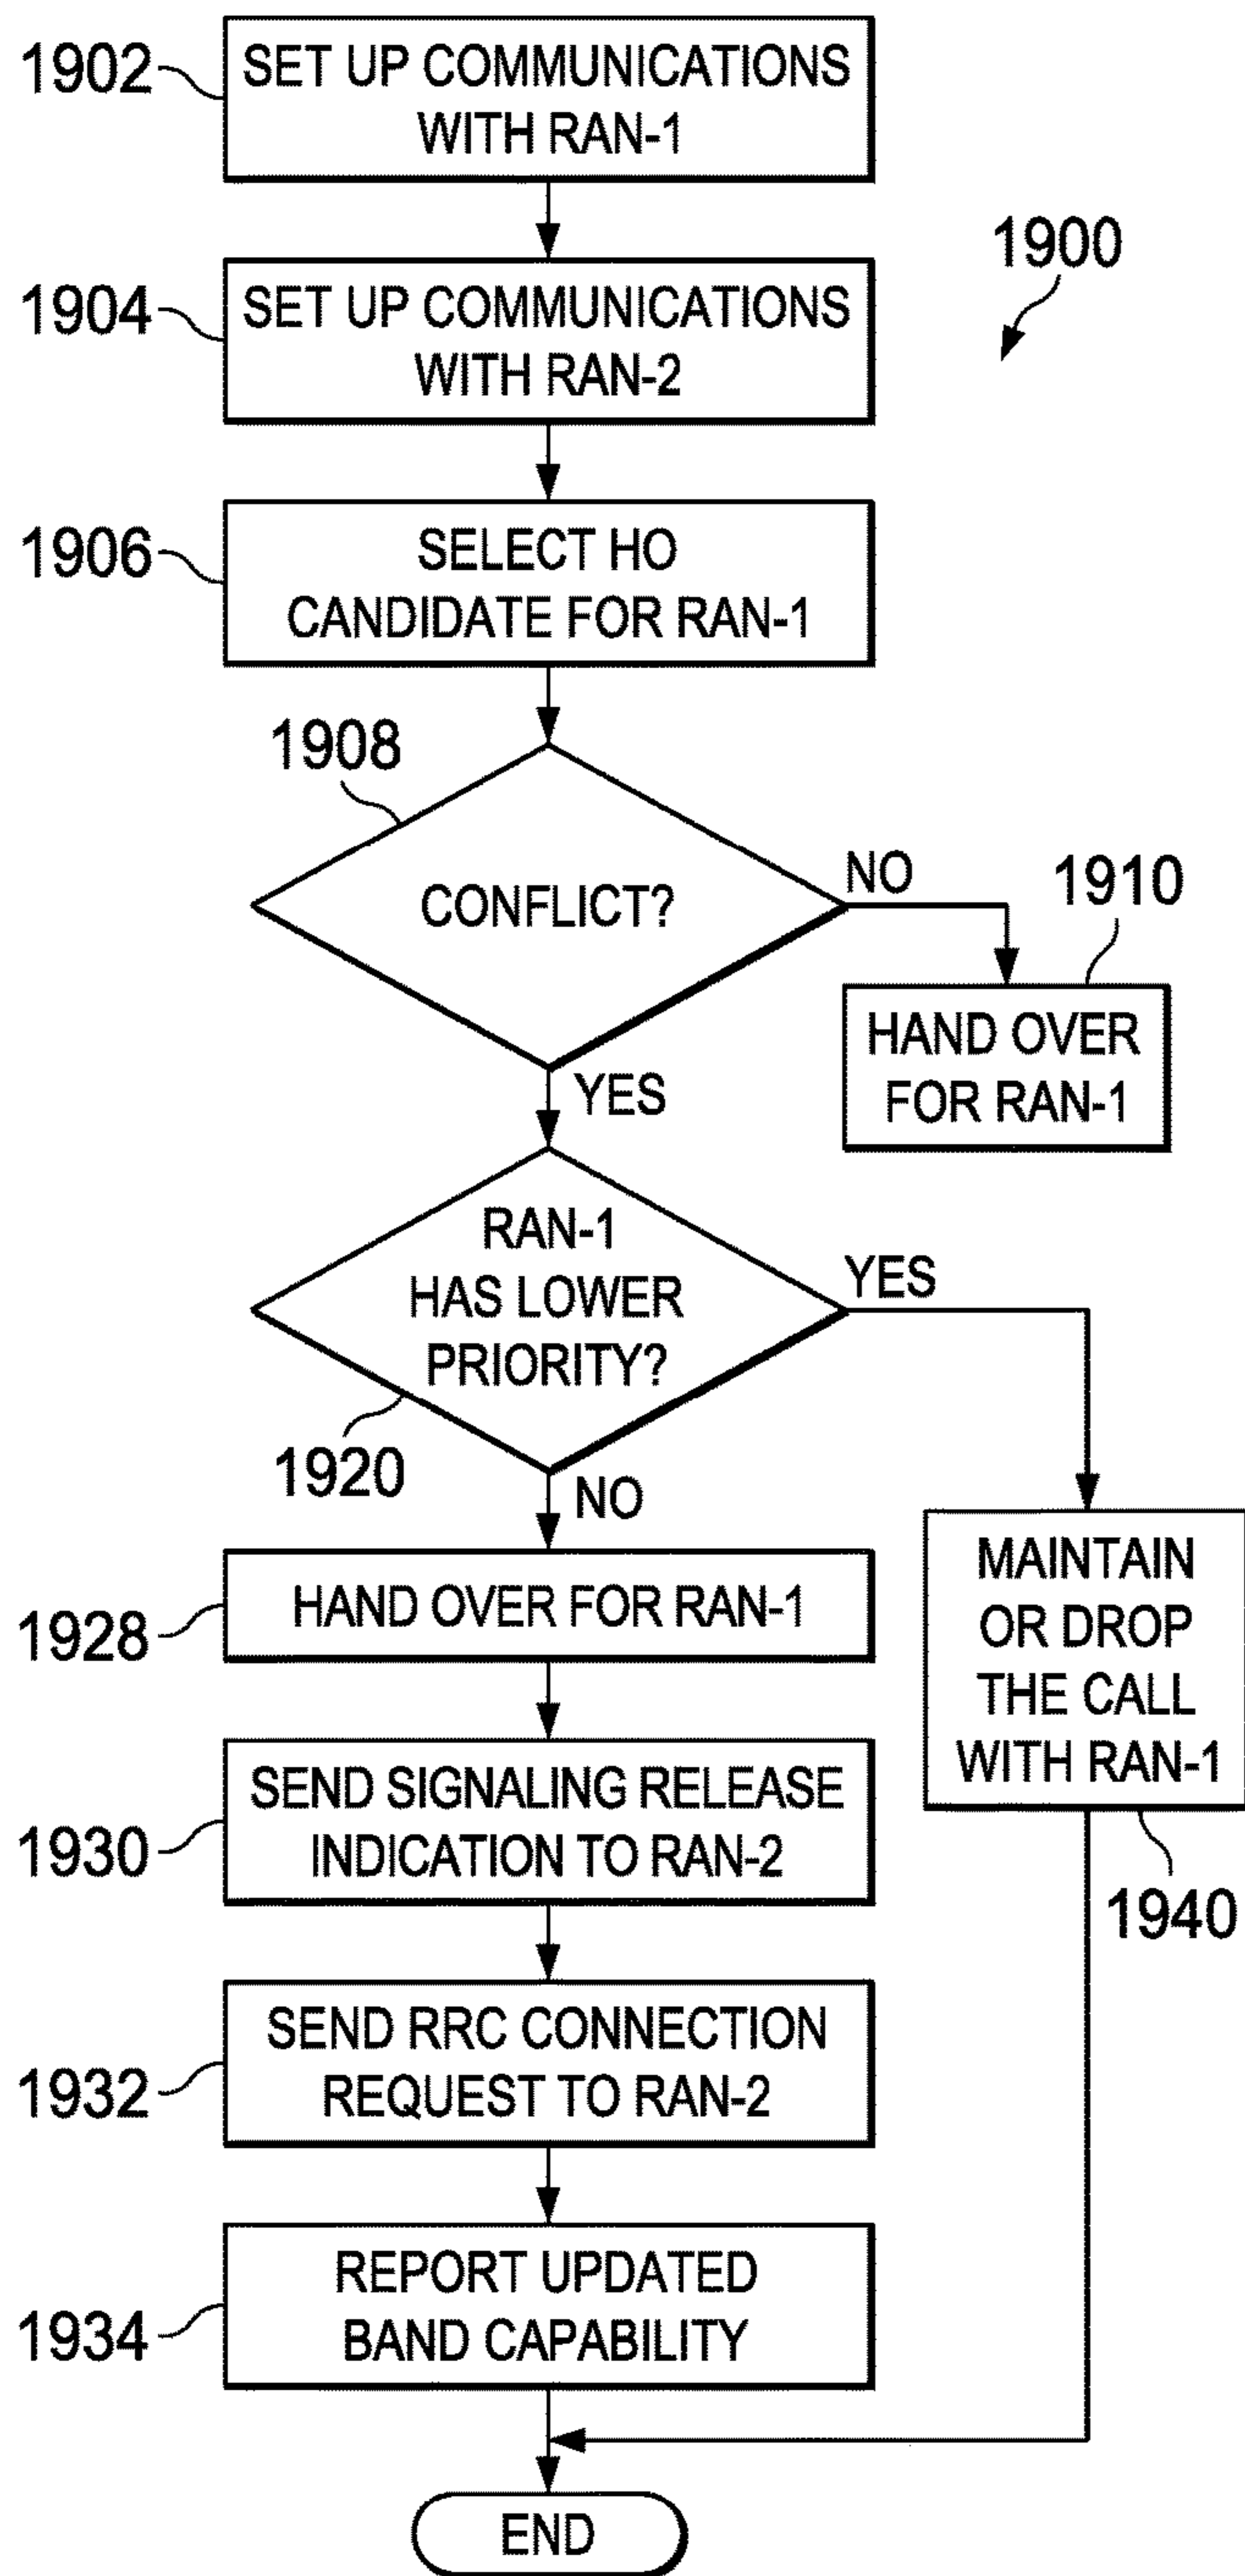 1902
SET UP COMMUNICATIONS
WITH RAN-1
1900
1904
SET UP COMMUNICATIONS
WITH RAN-2
1906
SELECT HO
CANDIDATE FOR RAN-1
1908
CONFLICT?
NO
1910
HAND OVER
FOR RAN-1
YES
RAN-1
HAS LOWER
PRIORITY?
YES
1920
NO
MAINTAIN
OR DROP
THE CALL
WITH RAN-1
1940
1928
HAND OVER FOR RAN-1
1930
SEND SIGNALING RELEASE
INDICATION TO RAN-2
1932
SEND RRC CONNECTION
REQUEST TO RAN-2
1934
REPORT UPDATED
BAND CAPABILITY
END